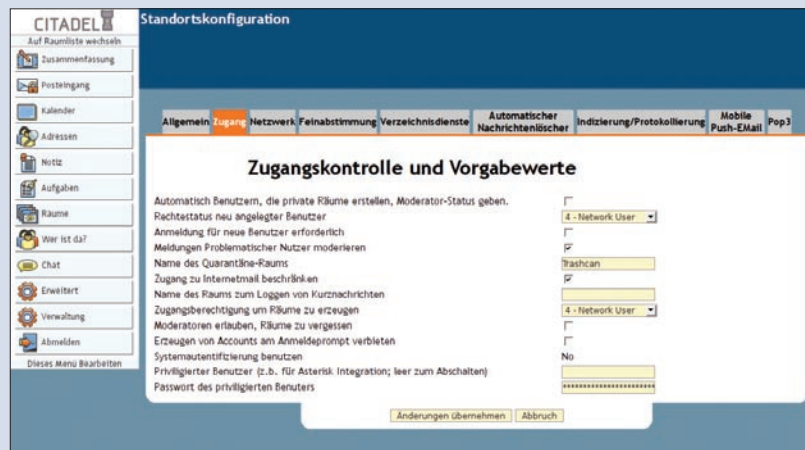 CITADEL
Auf Raumliste wechseln
Zusammenfassung
Posteingang
Kalender
Adressen
Notiz
Aufgaben
Räume
Wer ist da?
Chat
Erweitert
Verwaltung
Abmelden
Dieses Menü Bearbeiten
Standortskonfiguration
Allgemein Zugang Netzwerk Feinabstimmung Verzeichnisdienste Automatischer Nachrichtenlöscher Indizierung/Protokollierung Mobile Push-EMail Pop3
Zugangskontrolle und Vorgabewerte
Automatisch Benutzern, die private Räume erstellen, Moderator-Status geben.
Rechtestatus neu angelegter Benutzer 4 - Network User
Anmeldung für neue Benutzer erforderlich
Meldungen Problematischer Nutzer moderieren
Name des Quarantäne-Raums Trashcan
Zugang zu Internetmail beschränken
Name des Raums zum Loggen von Kurznachrichten
Zugangsberechtigung um Räume zu erzeugen 4 - Network User
Moderatoren erlauben, Räume zu vergessen
Erzeugen von Accounts am Anmeldeprompt verbieten
Systemautentifizierung benutzen No
Priviligierter Benutzer (z.b. für Asterisk Integration; leer zum Abschalten)
Passwort des priviligierten Benuters ************************
Änderungen übernehmen Abbruch